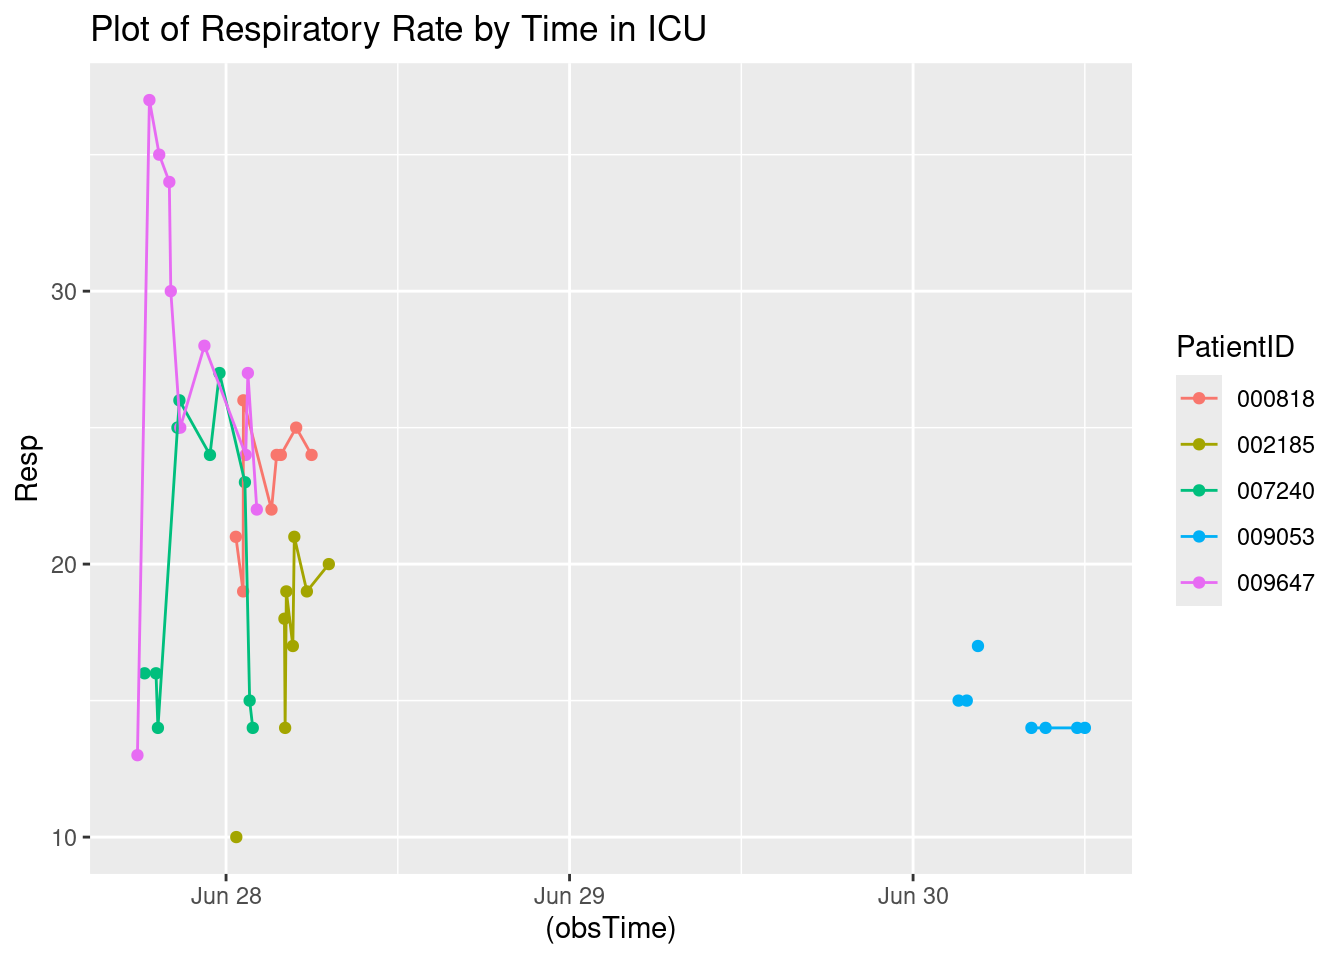 Plot of Respiratory Rate by Time in ICU
30
20
10
Resp
Jun 28
Jun 29
Jun 30
(obsTime)
PatientID
000818
002185
007240
009053
009647